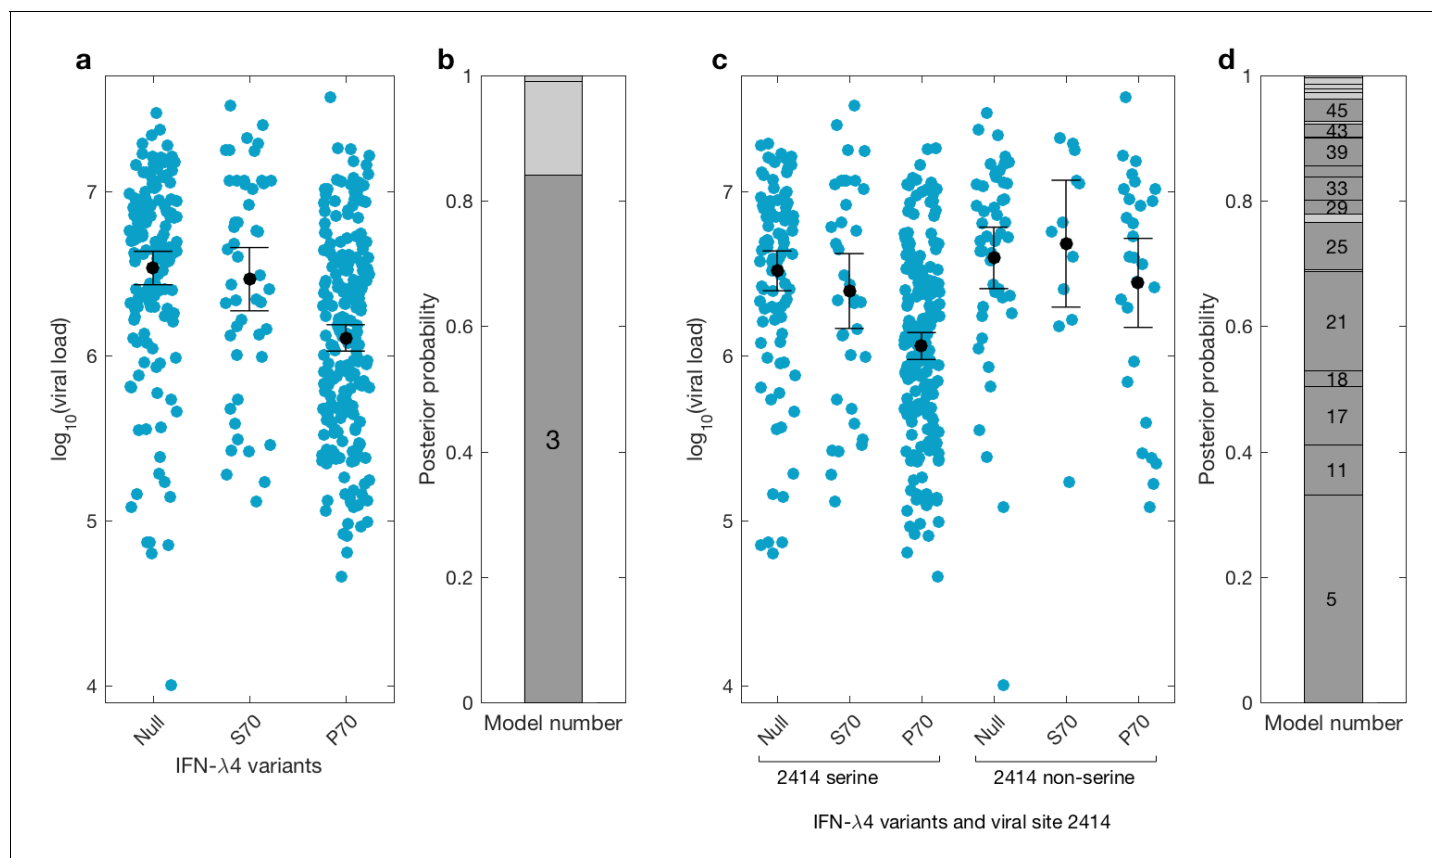 a
7
6
5
4
log10(viral load)
Null
S70
P70
IFN-λ4 variants
b
1
0.8
0.6
0.4
0.2
0
Posterior probability
3
Model number
c
7
6
5
4
log10(viral load)
Null
S70
P70
Null
S70
P70
2414 serine
2414 non-serine
IFN-λ4 variants and viral site 2414
d
1
0.8
0.6
0.4
0.2
0
Posterior probability
45
43
39
33
29
25
21
18
17
11
5
Model number